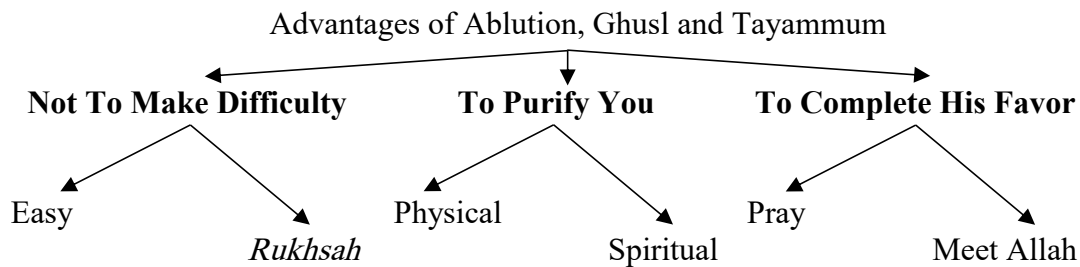 Advantages of Ablution, Ghusl and Tayammum
Not To Make Difficulty To Purify You To Complete His Favor
Easy Physical Pray
Rukhsah Spiritual Meet Allah